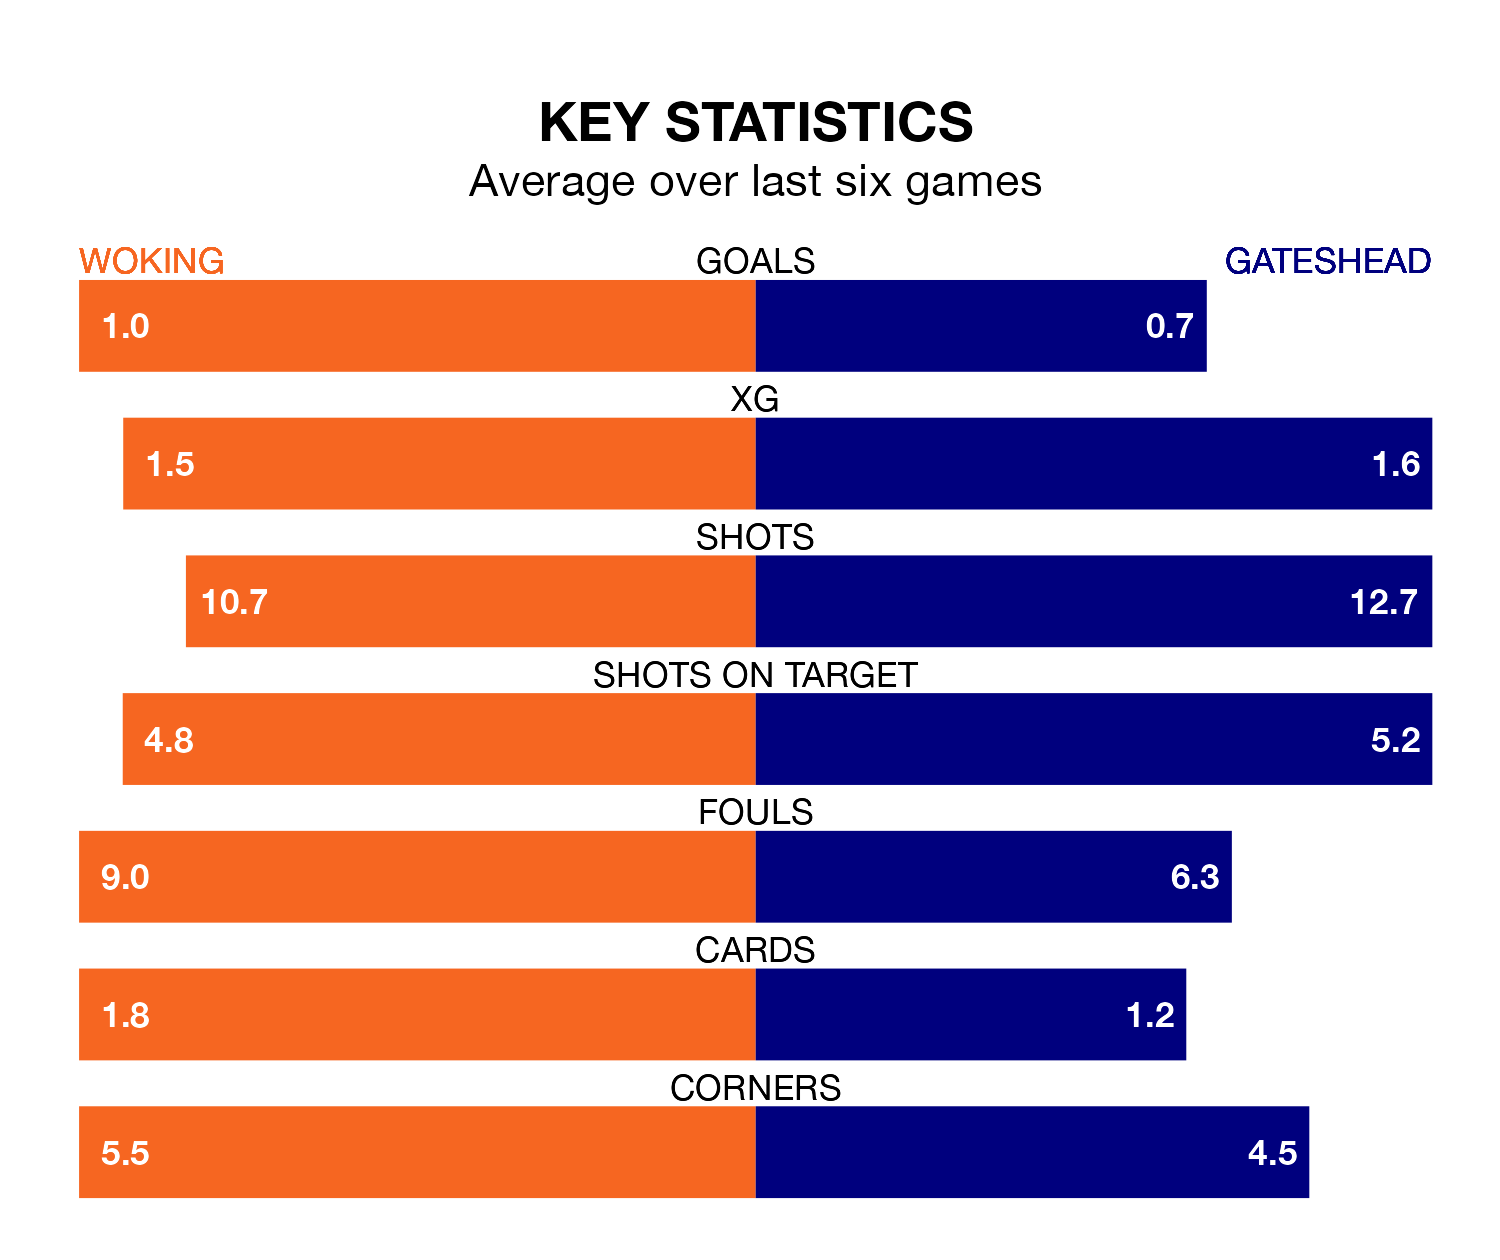 KEY STATISTICS
Average over last six games
WOKING GOALS GATESHEAD
1.0 0.7
XG
1.5 1.6
SHOTS
10.7 12.7
SHOTS ON TARGET
4.8 5.2
FOULS
9.0 6.3
CARDS
1.8 1.2
CORNERS
5.5 4.5